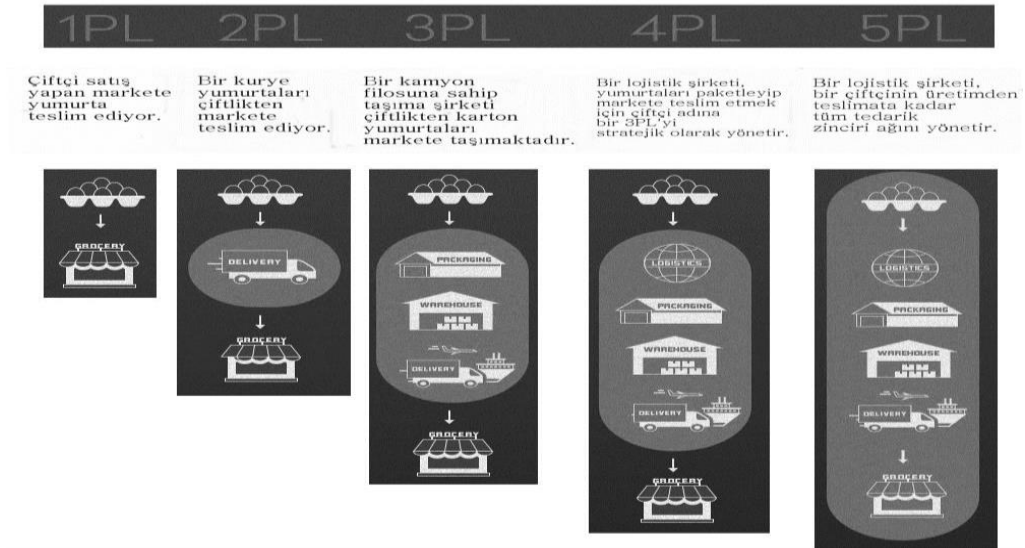 1PL
2PL
3PL
4PL
5PL
Çiftçi satış
yapan markete
yumurta
teslim ediyor.
Bir kurye
yumurtaları
çiftlikten
markete
teslim ediyor.
Bir kamyon
filosuna sahip
taşıma şirketi
çiftlikten karton
yumurtaları
markete taşımaktadır.
Bir lojistik şirketi,
yumurtaları paketleyip
markete teslim etmek
için çiftçi adına
bir 3PL'yi
stratejik olarak yönetir.
Bir lojistik şirketi,
bir çiftçinin üretimden
teslimata kadar
tüm tedarik
zinciri ağını yönetir.
GROCERY
DELIVERY
GROCERY
PACKAGING
WAREHOUSE
DELIVERY
GROCERY
LOGISTICS
PACKAGING
WAREHOUSE
DELIVERY
GROCERY
LOGISTICS
PACKAGING
WAREHOUSE
DELIVERY
GROCERY